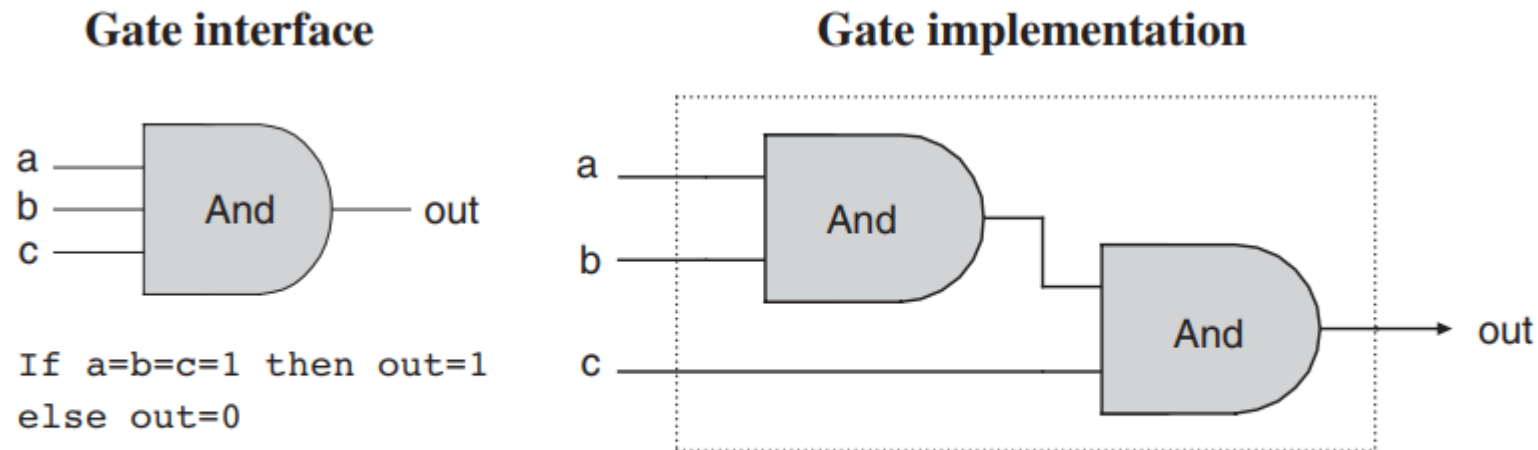 Gate interface
a
b
c
And
out
If a=b=c=1 then out=1
else out=0
Gate implementation
a
b
c
And
And
out